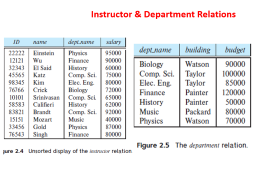 Instructor & Department Relations
ID name dept_name salary
22222 Einstein Physics 95000
12121 Wu Finance 90000
32343 El Said History 60000
45565 Katz Comp. Sci. 75000
98345 Kim Elec. Eng. 80000
76766 Crick Biology 72000
10101 Srinivasan Comp. Sci. 65000
58583 Califieri History 62000
83821 Brandt Comp. Sci. 92000
15151 Mozart Music 40000
33456 Gold Physics 87000
76543 Singh Finance 80000
ure 2.4 Unsorted display of the instructor relation
dept_name building budget
Biology Watson 90000
Comp. Sci. Taylor 100000
Elec. Eng. Taylor 85000
Finance Painter 120000
History Painter 50000
Music Packard 80000
Physics Watson 70000
Figure 2.5 The department relation.